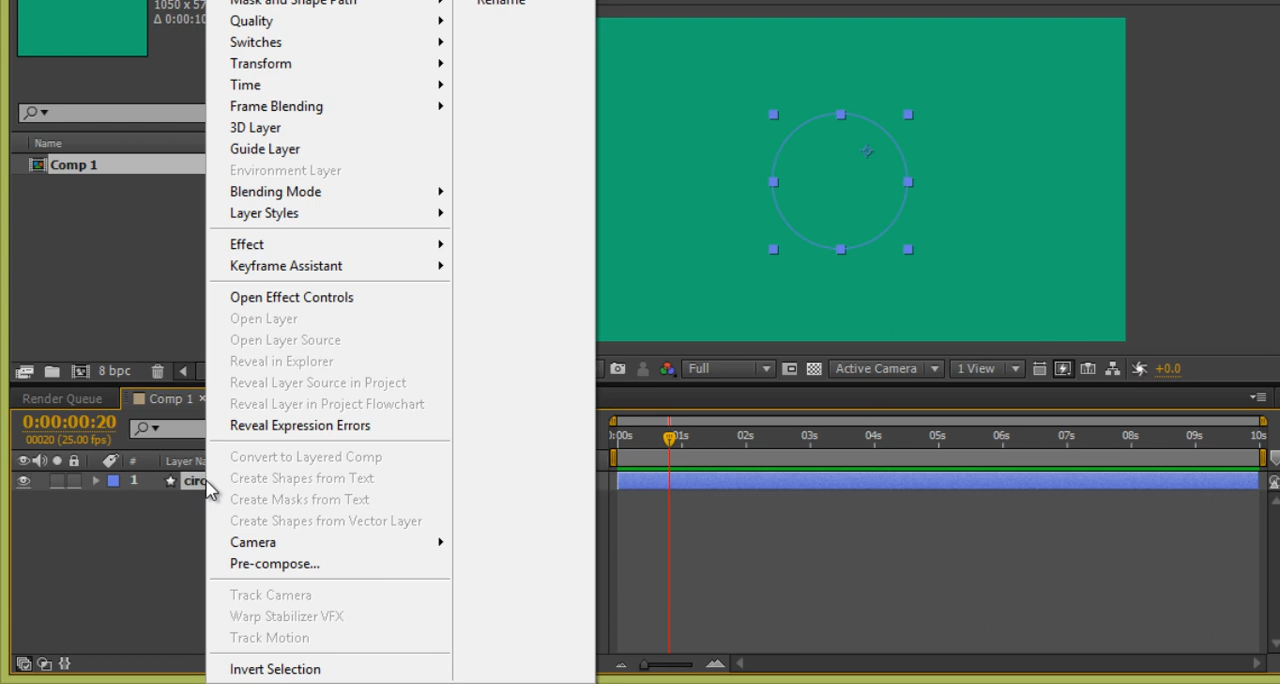 1050 x 57
Δ 0:00:10
Name
Comp 1
8 bpc
Mask and Shape Path
Quality
Switches
Transform
Time
Frame Blending
3D Layer
Guide Layer
Environment Layer
Blending Mode
Layer Styles
Effect
Keyframe Assistant
Open Effect Controls
Open Layer
Open Layer Source
Reveal in Explorer
Reveal Layer Source in Project
Reveal Layer in Project Flowchart
Reveal Expression Errors
Convert to Layered Comp
Create Shapes from Text
Create Masks from Text
Create Shapes from Vector Layer
Camera
Pre-compose...
Track Camera
Warp Stabilizer VFX
Track Motion
Invert Selection
Rename
Full
Active Camera
1 View
+0.0
Render Queue
Comp 1 ×
0:00:00:20
00020 (25.00 fps)
# Layer Na
1 circ
):00s 01s 02s 03s 04s 05s 06s 07s 08s 09s 10s